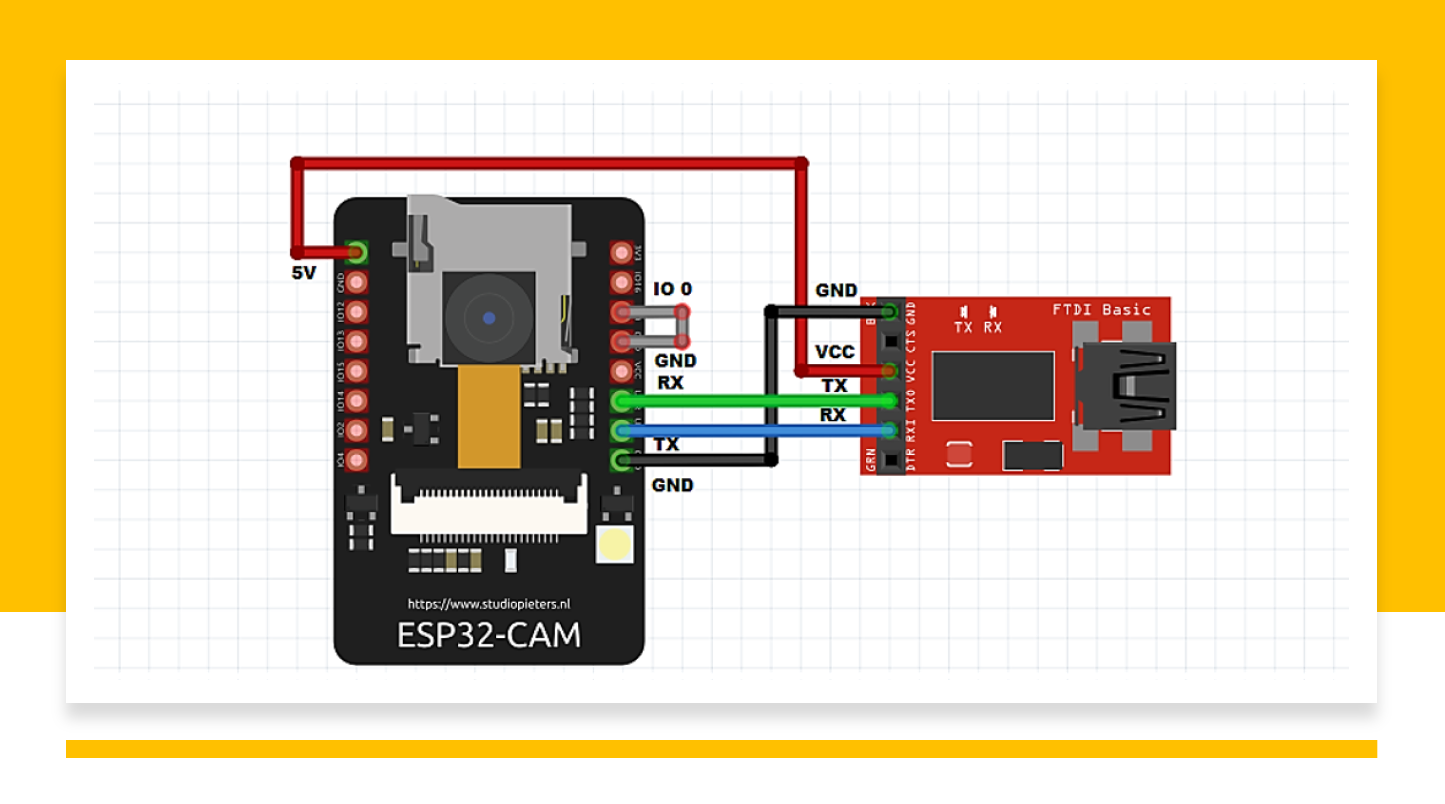 5V
GND
IO12
IO13
IO15
IO14
IO2
IO4
3V3
IO16
IO 0
GND
VCC
RX
TX
GND
https://www.studiopieters.nl
ESP32-CAM
GND
VCC
TX
RX
GND
CTS
VCC
TXO
RXI
DTR
GRN
TX RX
FTDI Basic